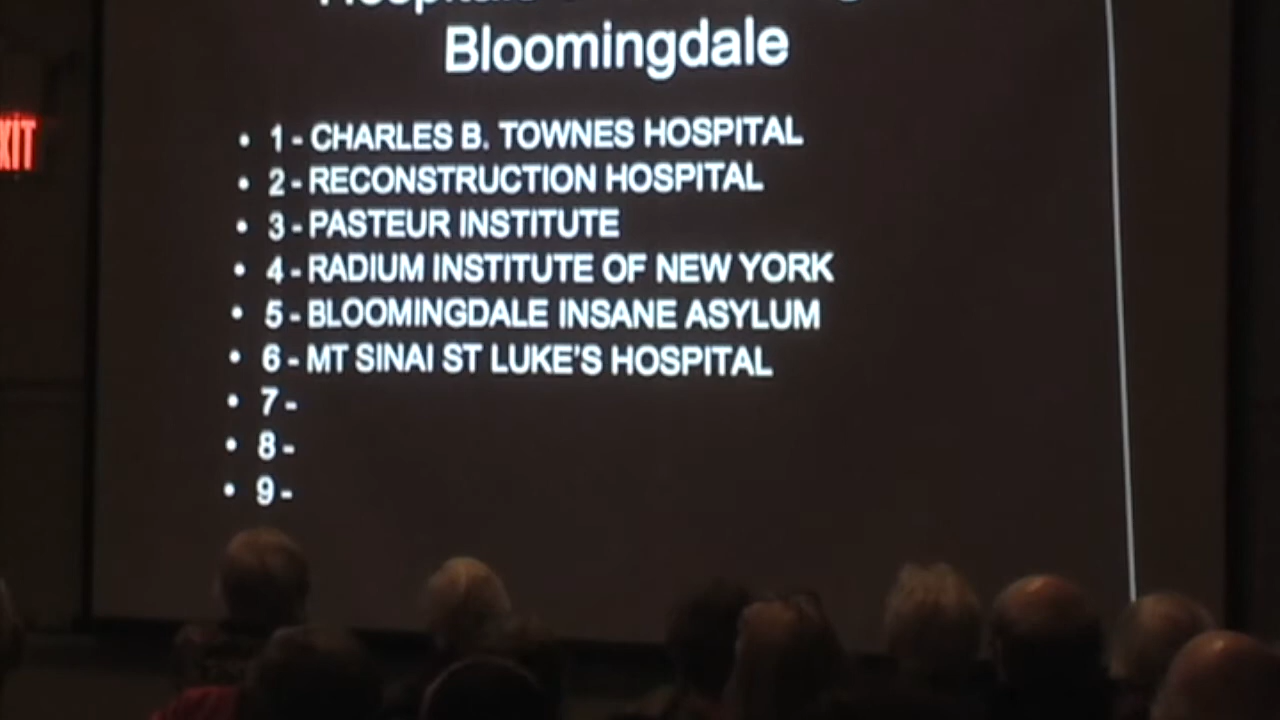 Bloomingdale
• 1 - CHARLES B. TOWNES HOSPITAL
• 2 - RECONSTRUCTION HOSPITAL
• 3 - PASTEUR INSTITUTE
• 4 - RADIUM INSTITUTE OF NEW YORK
• 5 - BLOOMINGDALE INSANE ASYLUM
• 6 - MT SINAI ST LUKE'S HOSPITAL
• 7 -
• 8 -
• 9 -
XIT